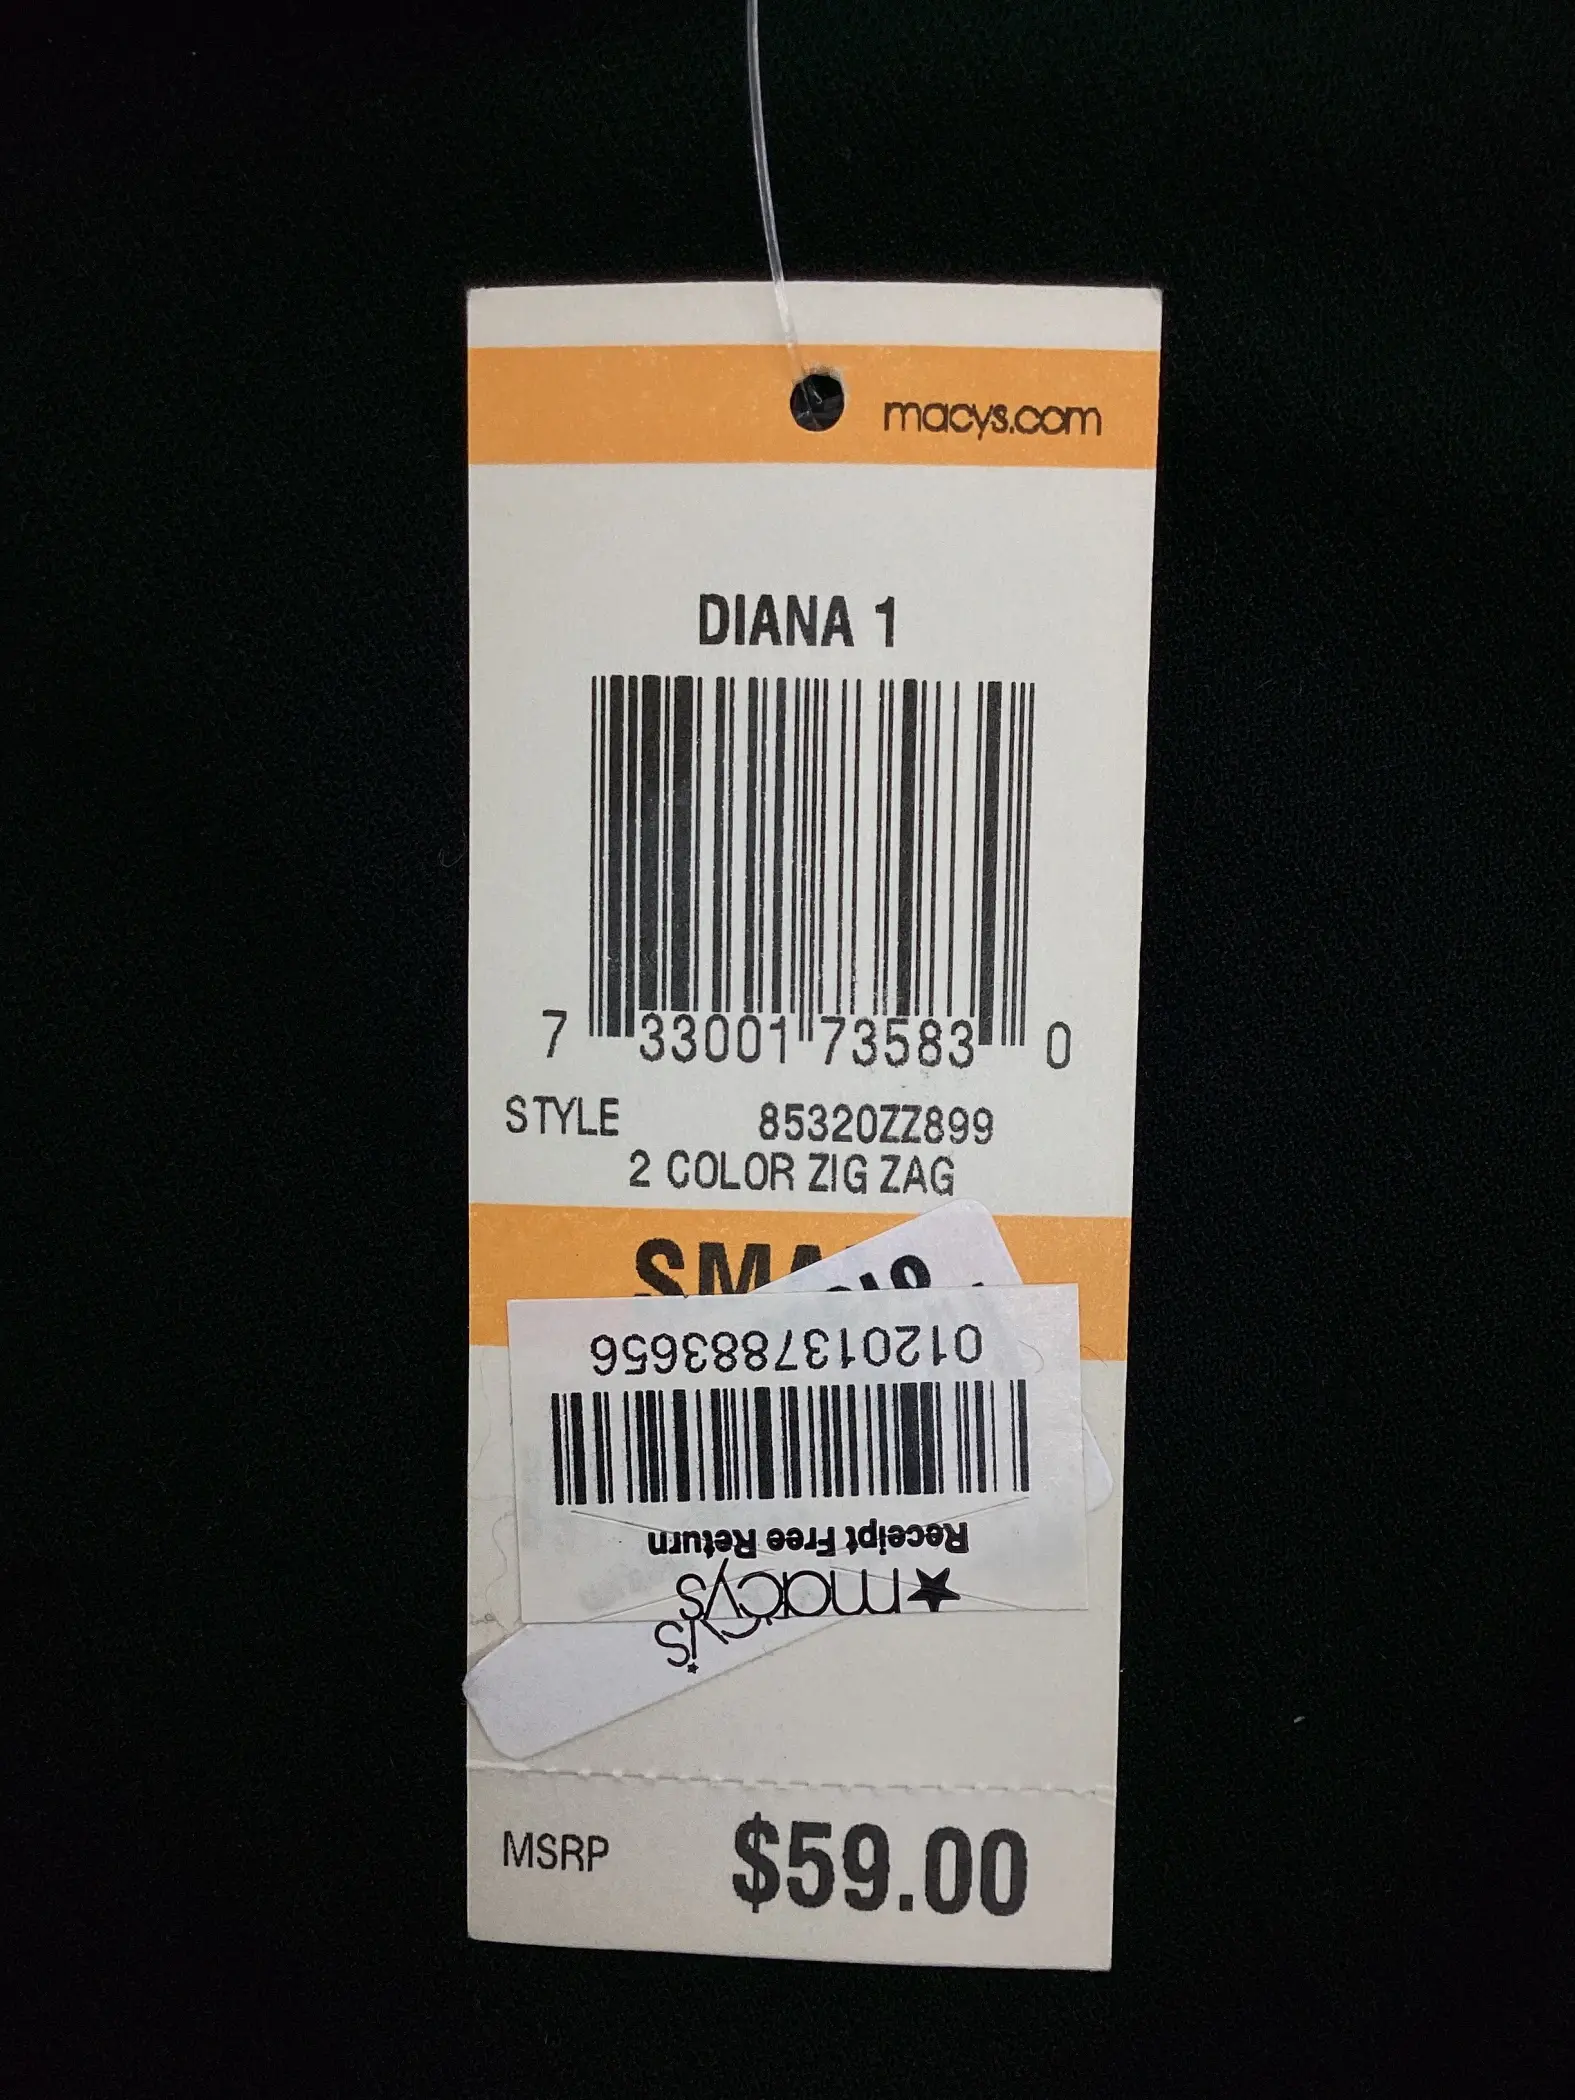 macys.com
DIANA 1
7 33001 73583 0
STYLE 85320ZZ899
2 COLOR ZIG ZAG
0120137883656
Receipt Free Return
macys
MSRP $59.00